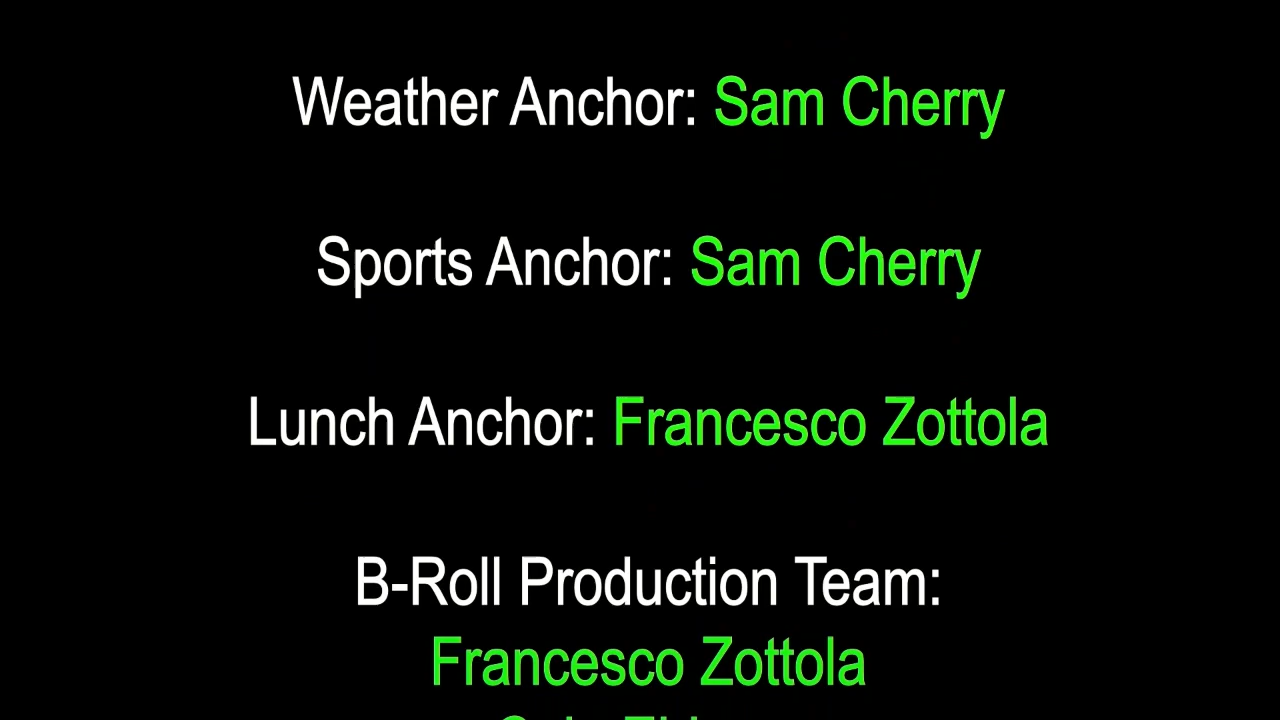 Weather Anchor: Sam Cherry
Sports Anchor: Sam Cherry
Lunch Anchor: Francesco Zottola
B-Roll Production Team:
Francesco Zottola